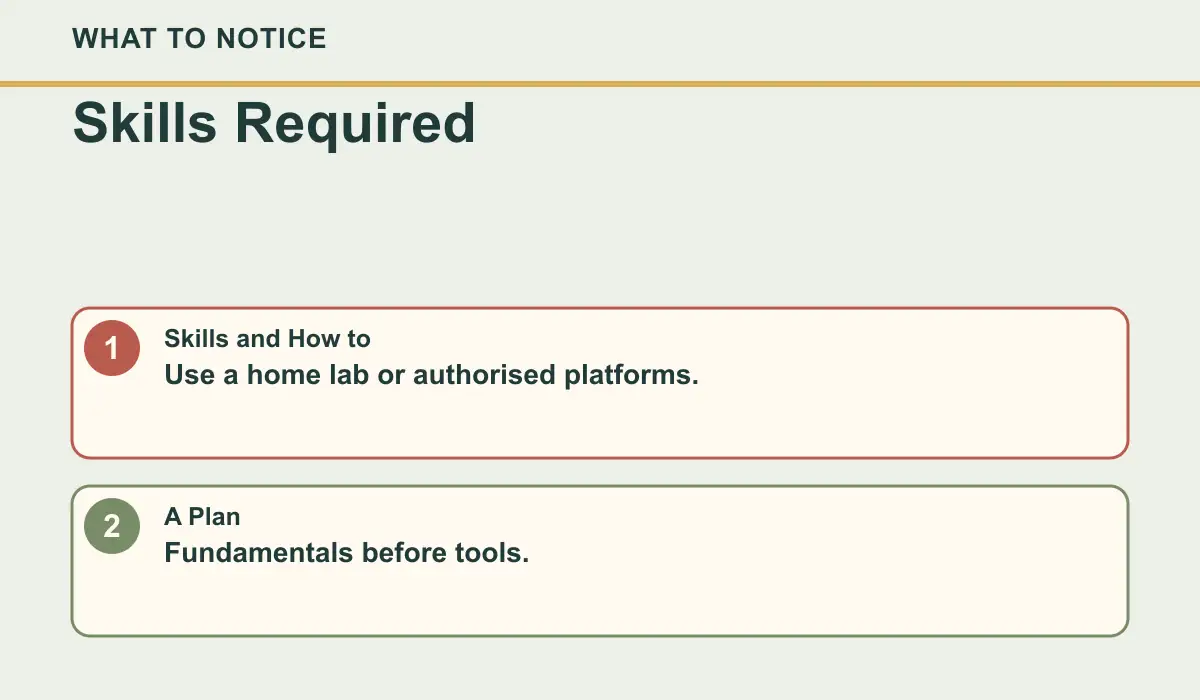 WHAT TO NOTICE
Skills Required
1
Skills and How to
Use a home lab or authorised platforms.
2
A Plan
Fundamentals before tools.